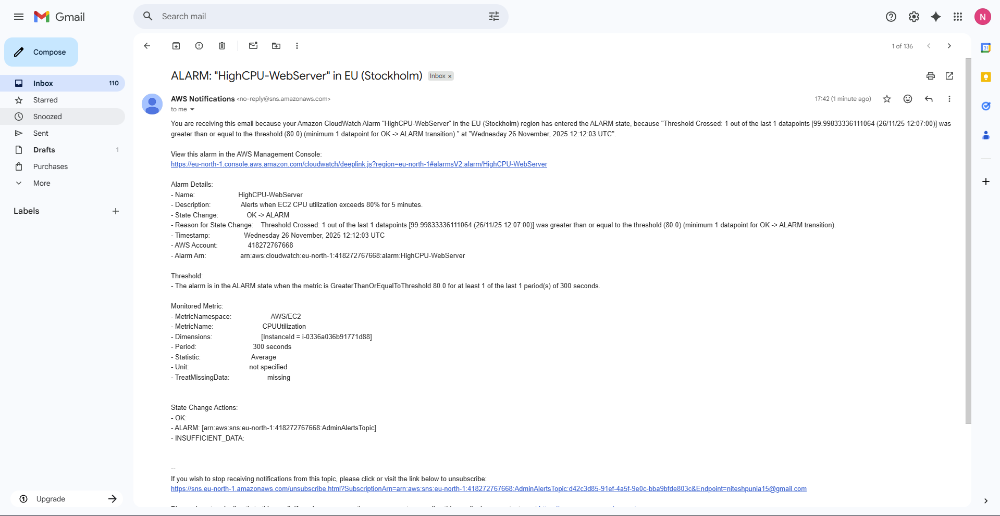 Gmail
Search mail
N
Compose
1 of 136
31
ALARM: "HighCPU-WebServer" in EU (Stockholm) Inbox ×
Inbox 110
Starred
Snoozed
Sent
Drafts 1
Purchases
More
Labels
AWS Notifications <no-reply@sns.amazonaws.com> 17:42 (1 minute ago)
to me
You are receiving this email because your Amazon CloudWatch Alarm "HighCPU-WebServer" in the EU (Stockholm) region has entered the ALARM state, because "Threshold Crossed: 1 out of the last 1 datapoints [99.99833336111064 (26/11/25 12:07:00)] was
greater than or equal to the threshold (80.0) (minimum 1 datapoint for OK -> ALARM transition)." at "Wednesday 26 November, 2025 12:12:03 UTC".
View this alarm in the AWS Management Console:
https://eu-north-1.console.aws.amazon.com/cloudwatch/deeplink.js?region=eu-north-1#alarmsV2:alarm/HighCPU-WebServer
Alarm Details:
- Name: HighCPU-WebServer
- Description: Alerts when EC2 CPU utilization exceeds 80% for 5 minutes.
- State Change: OK -> ALARM
- Reason for State Change: Threshold Crossed: 1 out of the last 1 datapoints [99.99833336111064 (26/11/25 12:07:00)] was greater than or equal to the threshold (80.0) (minimum 1 datapoint for OK -> ALARM transition).
- Timestamp: Wednesday 26 November, 2025 12:12:03 UTC
- AWS Account: 418272767668
- Alarm Arn: arn:aws:cloudwatch:eu-north-1:418272767668:alarm:HighCPU-WebServer
Threshold:
- The alarm is in the ALARM state when the metric is GreaterThanOrEqualToThreshold 80.0 for at least 1 of the last 1 period(s) of 300 seconds.
Monitored Metric:
- MetricNamespace: AWS/EC2
- MetricName: CPUUtilization
- Dimensions: [InstanceId = i-0336a036b91771d88]
- Period: 300 seconds
- Statistic: Average
- Unit: not specified
- TreatMissingData: missing
State Change Actions:
- OK:
- ALARM: [arn:aws:sns:eu-north-1:418272767668:AdminAlertsTopic]
- INSUFFICIENT_DATA:
--
If you wish to stop receiving notifications from this topic, please click or visit the link below to unsubscribe:
https://sns.eu-north-1.amazonaws.com/unsubscribe.html?SubscriptionArn=arn:aws:sns:eu-north-1:418272767668:AdminAlertsTopic:d42c3d85-91ef-4a5f-9e0c-bba9bfde803c&Endpoint=niteshpunia15@gmail.com
Upgrade